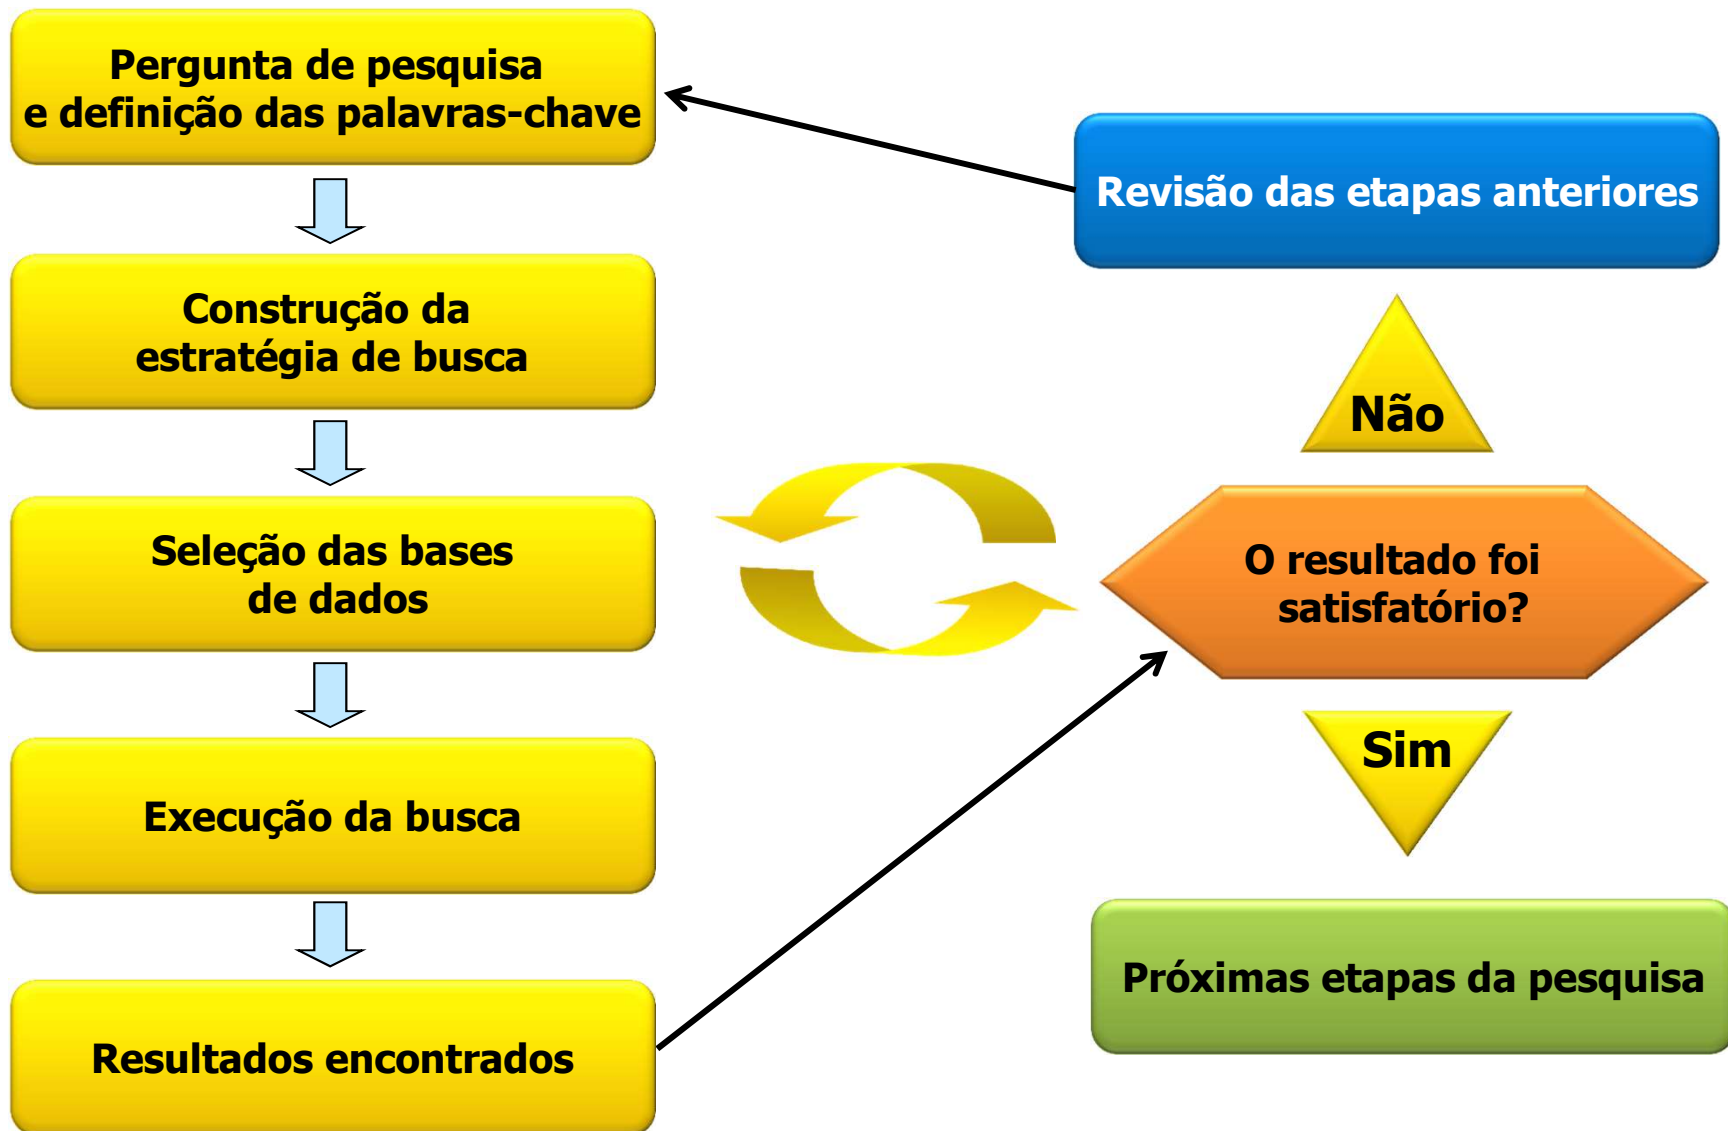 Pergunta de pesquisa
e definição das palavras-chave
Construção da
estratégia de busca
Seleção das bases
de dados
Execução da busca
Resultados encontrados
Revisão das etapas anteriores
Não
O resultado foi
satisfatório?
Sim
Próximas etapas da pesquisa